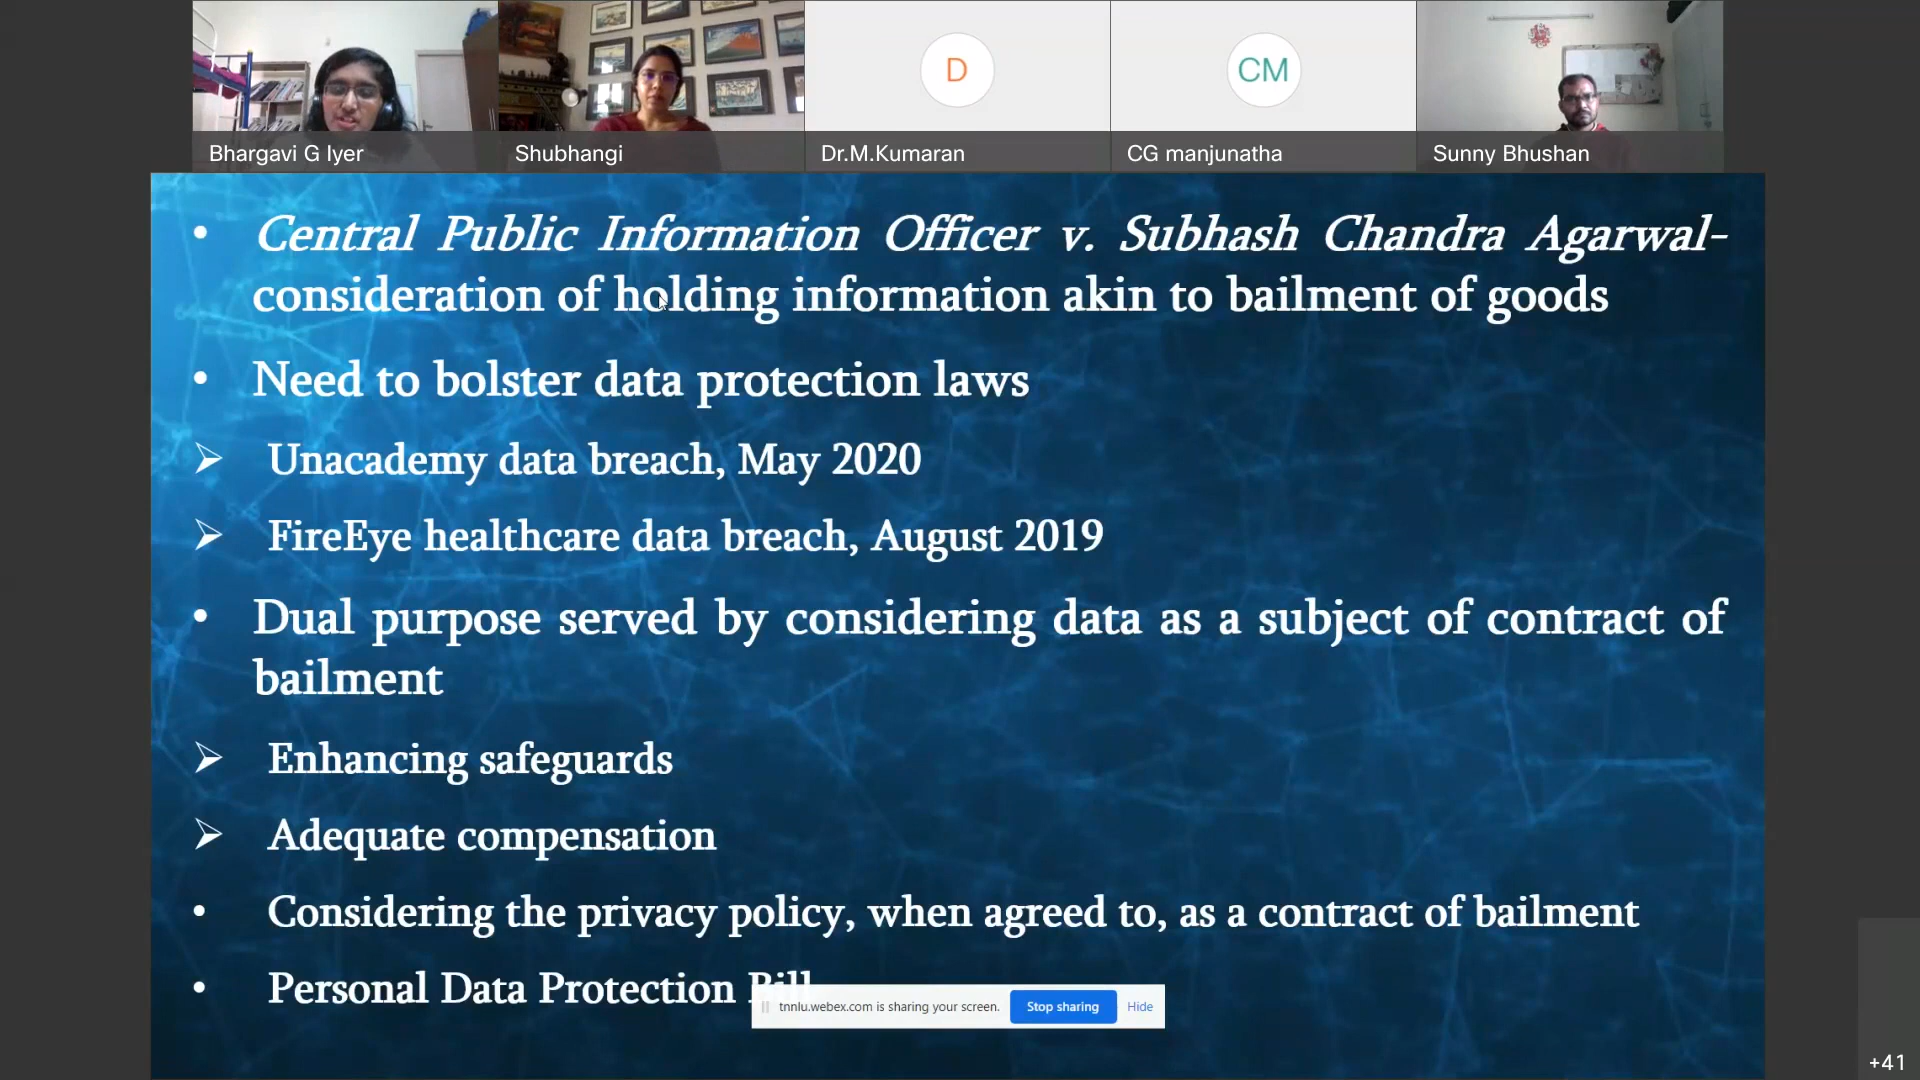 D
CM
Bhargavi G Iyer
Shubhangi
Dr.M.Kumaran
CG manjunatha
Sunny Bhushan
• Central Public Information Officer v. Subhash Chandra Agarwal-
consideration of holding information akin to bailment of goods
• Need to bolster data protection laws
➢ Unacademy data breach, May 2020
➢ FireEye healthcare data breach, August 2019
• Dual purpose served by considering data as a subject of contract of
bailment
➢ Enhancing safeguards
➢ Adequate compensation
• Considering the privacy policy, when agreed to, as a contract of bailment
• Personal Data Protection Bill
tnnlu.webex.com is sharing your screen.
Stop sharing
Hide
+41